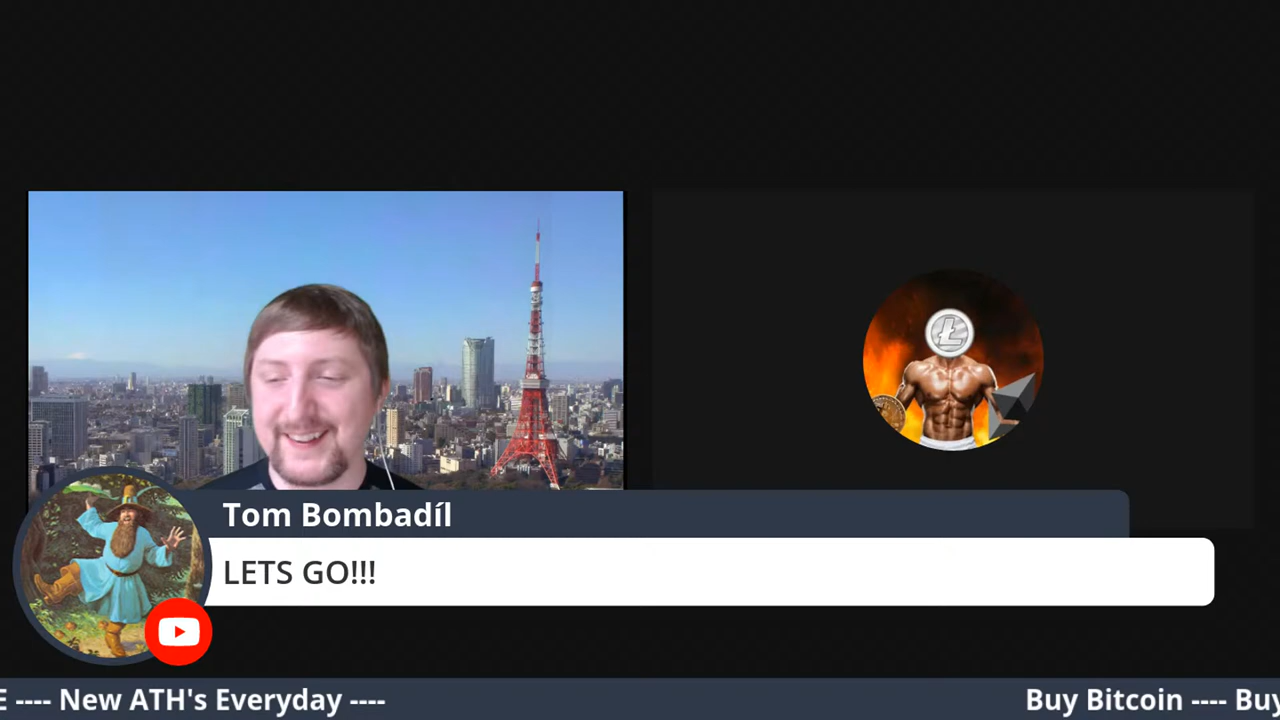 Tom Bombadíl
LETS GO!!!
E ---- New ATH's Everyday ---- Buy Bitcoin ---- Buy